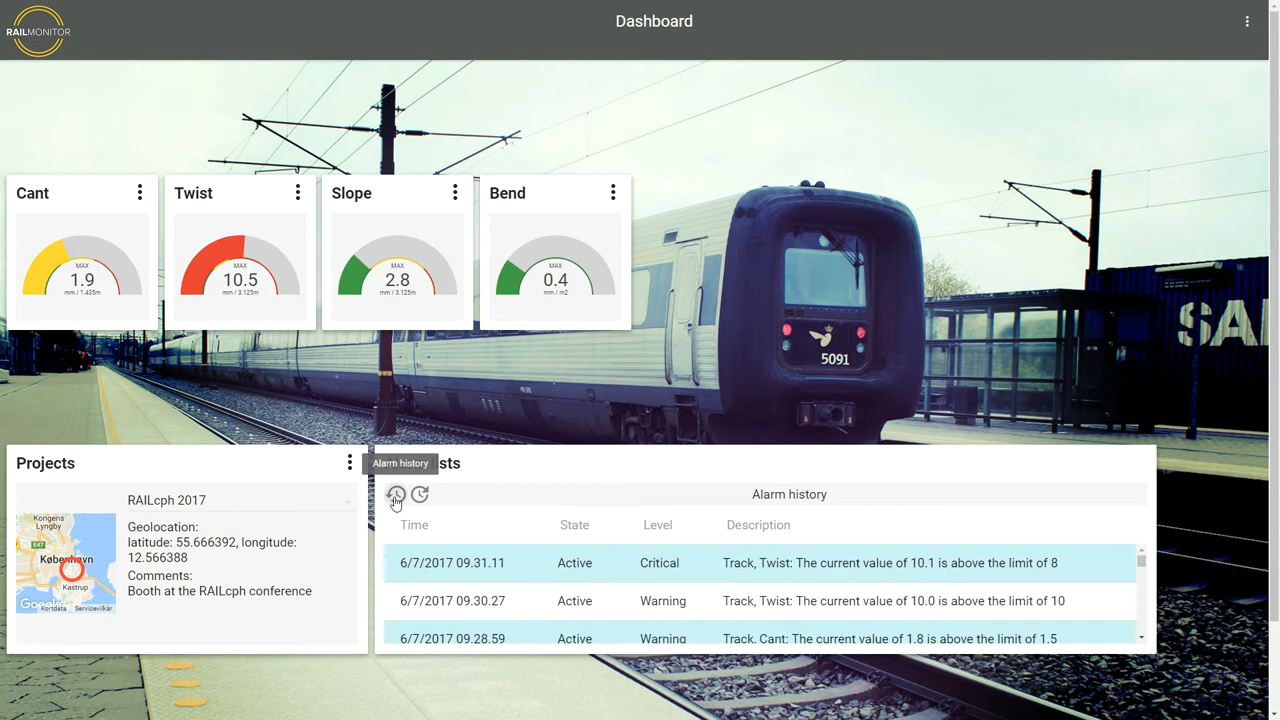 RAILMONITOR
Dashboard
Cant
MAX
1.9
mm / 1.435m
Twist
MAX
10.5
mm / 3.125m
Slope
MAX
2.8
mm / 3.125m
Bend
MAX
0.4
mm / m2
5091
SA
Projects
RAILcph 2017
Geolocation:
latitude: 55.666392, longitude:
12.566388
Comments:
Booth at the RAILcph conference
Kongens
Lyngby
E47
København
Kastrup
Google
Kortdata
Servicevilkår
Alarm history
ists
Alarm history
Time State Level Description
6/7/2017 09.31.11 Active Critical Track, Twist: The current value of 10.1 is above the limit of 8
6/7/2017 09.30.27 Active Warning Track, Twist: The current value of 10.0 is above the limit of 10
6/7/2017 09.28.59 Active Warning Track, Cant: The current value of 1.8 is above the limit of 1.5